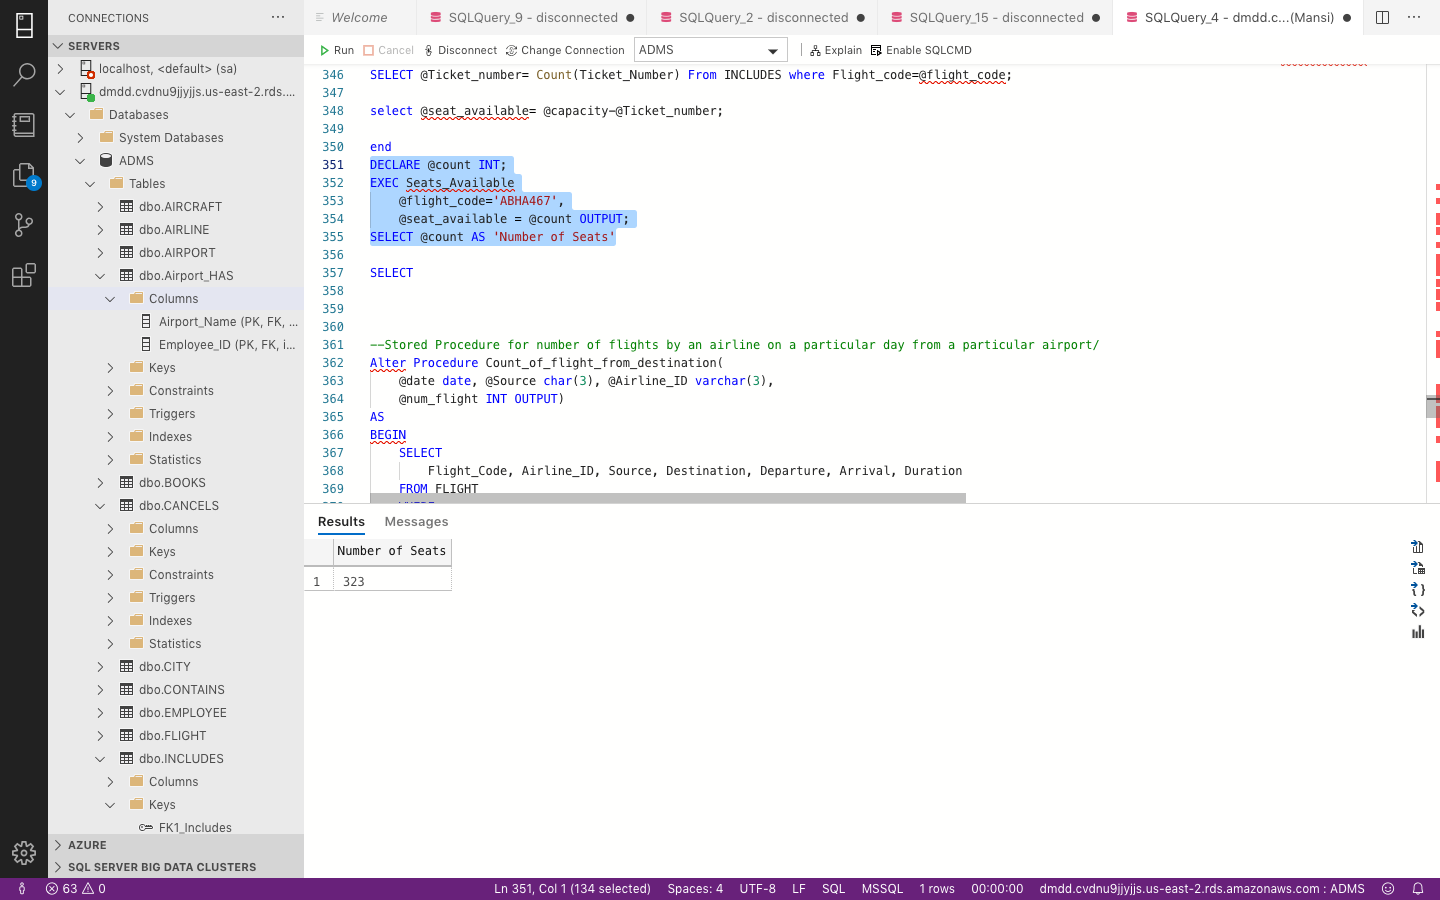 CONNECTIONS
Welcome
SQLQuery_9 - disconnected
SQLQuery_2 - disconnected
SQLQuery_15 - disconnected
SQLQuery_4 - dmdd.c...(Mansi)
SERVERS
localhost, <default> (sa)
dmdd.cvdnu9jjyjjs.us-east-2.rds....
Databases
System Databases
ADMS
Tables
dbo.AIRCRAFT
dbo.AIRLINE
dbo.AIRPORT
dbo.Airport_HAS
Columns
Airport_Name (PK, FK, ...
Employee_ID (PK, FK, i...
Keys
Constraints
Triggers
Indexes
Statistics
dbo.BOOKS
dbo.CANCELS
Columns
Keys
Constraints
Triggers
Indexes
Statistics
dbo.CITY
dbo.CONTAINS
dbo.EMPLOYEE
dbo.FLIGHT
dbo.INCLUDES
Columns
Keys
FK1_Includes
AZURE
SQL SERVER BIG DATA CLUSTERS
9
Run Cancel Disconnect Change Connection ADMS Explain Enable SQLCMD
346 SELECT @Ticket_number= Count(Ticket_Number) From INCLUDES where Flight_code=@flight_code;
347
348 select @seat_available= @capacity-@Ticket_number;
349
350 end
351 DECLARE @count INT;
352 EXEC Seats_Available
353 @flight_code='ABHA467',
354 @seat_available = @count OUTPUT;
355 SELECT @count AS 'Number of Seats'
356
357 SELECT
358
359
360
361 --Stored Procedure for number of flights by an airline on a particular day from a particular airport/
362 Alter Procedure Count_of_flight_from_destination(
363 @date date, @Source char(3), @Airline_ID varchar(3),
364 @num_flight INT OUTPUT)
365 AS
366 BEGIN
367 SELECT
368 Flight_Code, Airline_ID, Source, Destination, Departure, Arrival, Duration
369 FROM FLIGHT
Results Messages
Number of Seats
1 323
63 0
Ln 351, Col 1 (134 selected) Spaces: 4 UTF-8 LF SQL MSSQL 1 rows 00:00:00 dmdd.cvdnu9jjyjjs.us-east-2.rds.amazonaws.com : ADMS